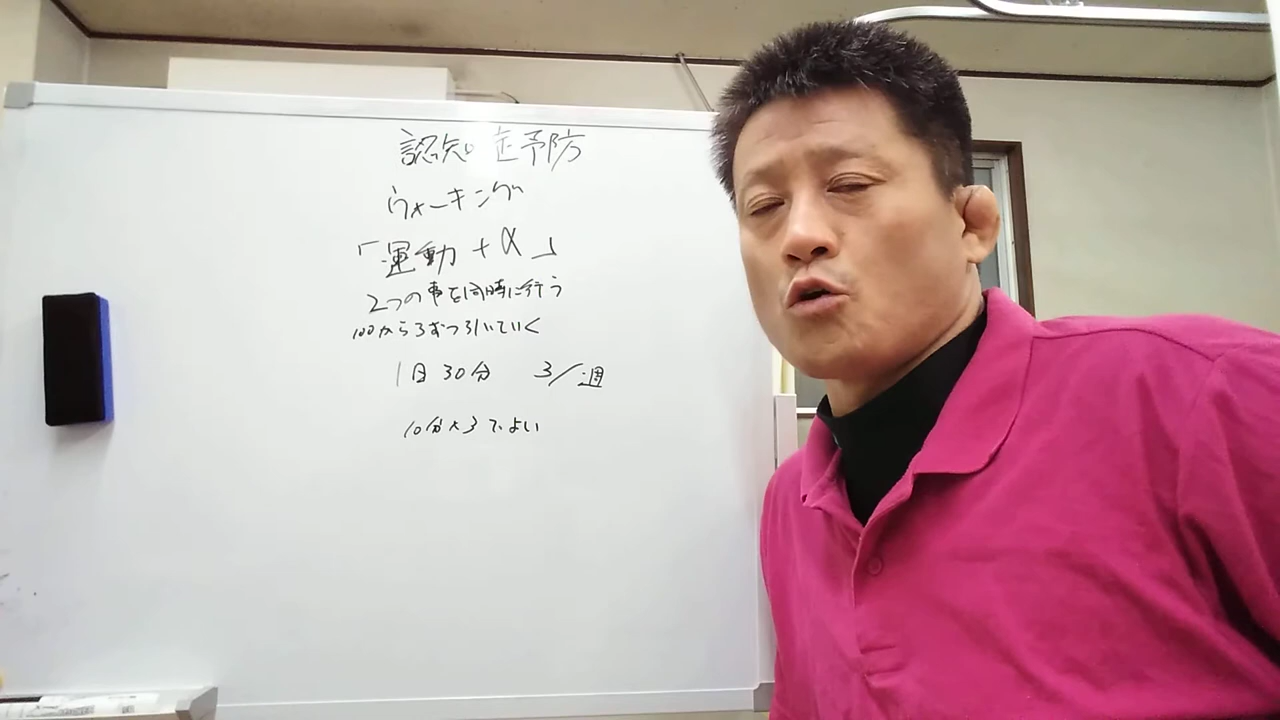 認知症予防
ウォーキング
「運動+α」
2つの事を同時に行う
100から3ずつ引いていく
1日30分 3/週
10分×3でよい